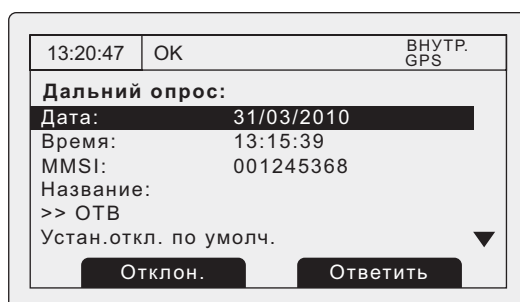 13:20:47 OK ВНУТР. GPS
Дальний опрос:
Дата: 31/03/2010
Время: 13:15:39
MMSI: 001245368
Название:
>> ОТВ
Устан.откл. по умолч.
Отклон. Ответить